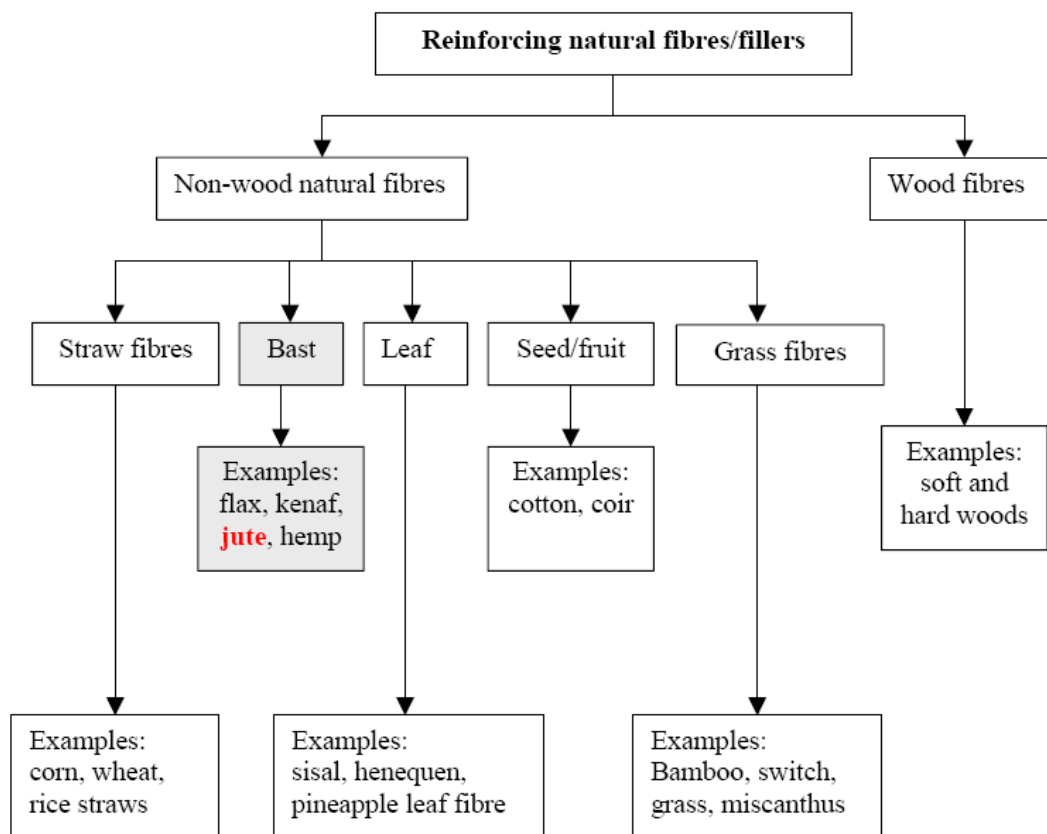 Reinforcing natural fibres/fillers
Non-wood natural fibres
Wood fibres
Straw fibres
Bast
Leaf
Seed/fruit
Grass fibres
Examples:
flax, kenaf,
jute, hemp
Examples:
cotton, coir
Examples:
soft and
hard woods
Examples:
corn, wheat,
rice straws
Examples:
sisal, henequen,
pineapple leaf fibre
Examples:
Bamboo, switch,
grass, miscanthus